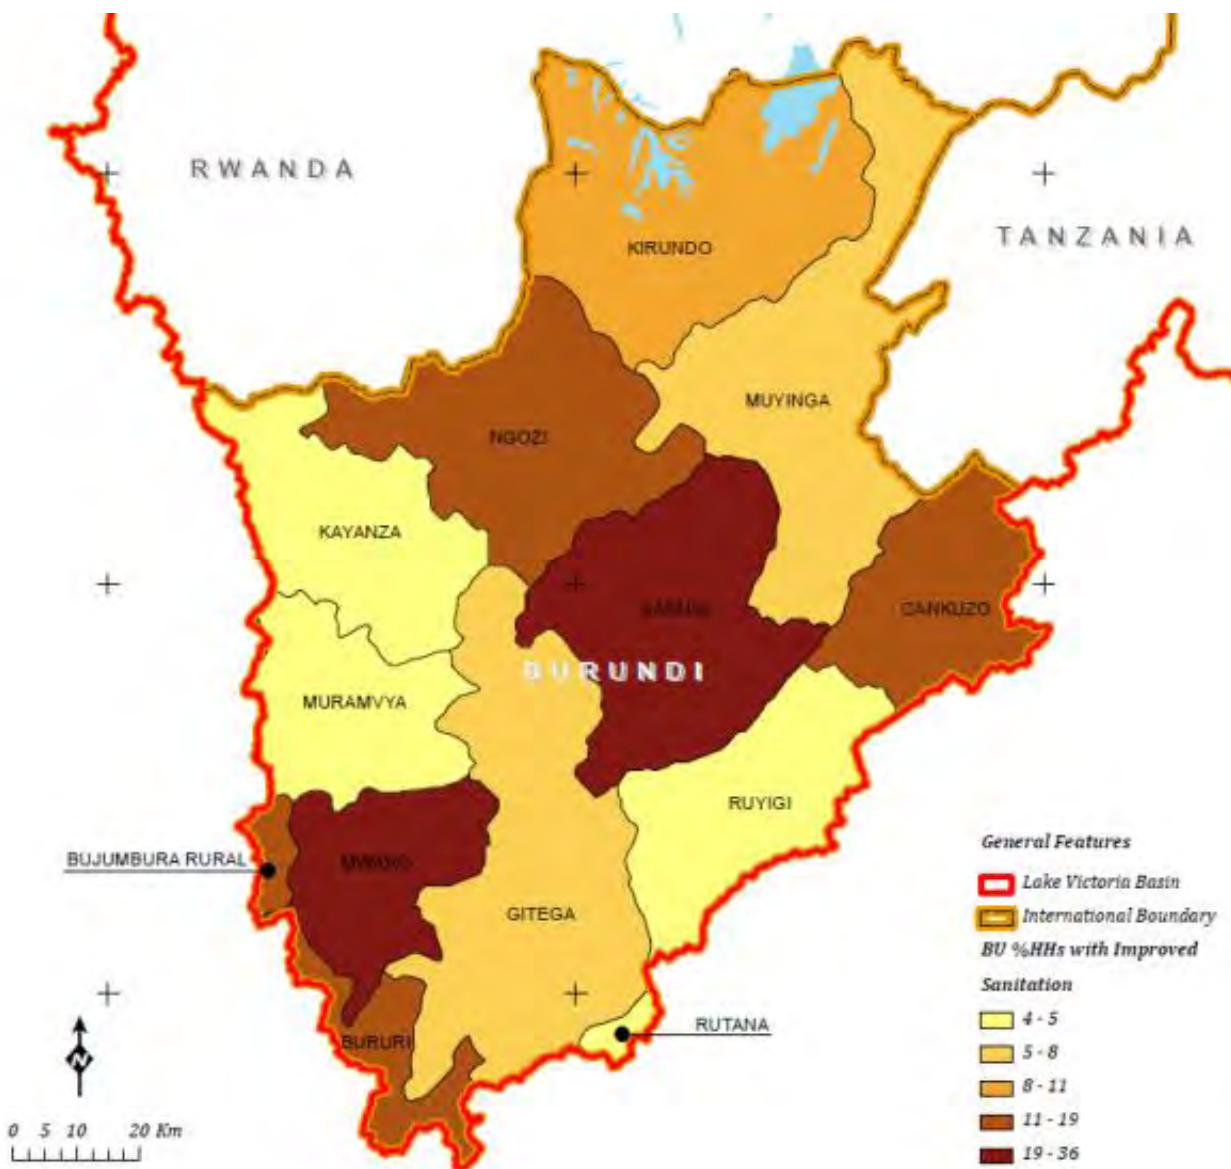 RWANDA
TANZANIA
KIRUNDO
MUYINGA
NGOZI
KAYANZA
CANKUZO
BURUNDI
MURAMVYA
RUYIGI
BUJUMBURA RURAL
MWARO
GITEGA
RUTANA
BURURI
N
0 5 10 20 Km
General Features
Lake Victoria Basin
International Boundary
BU %HHs with Improved
Sanitation
4 - 5
5 - 8
8 - 11
11 - 19
19 - 36